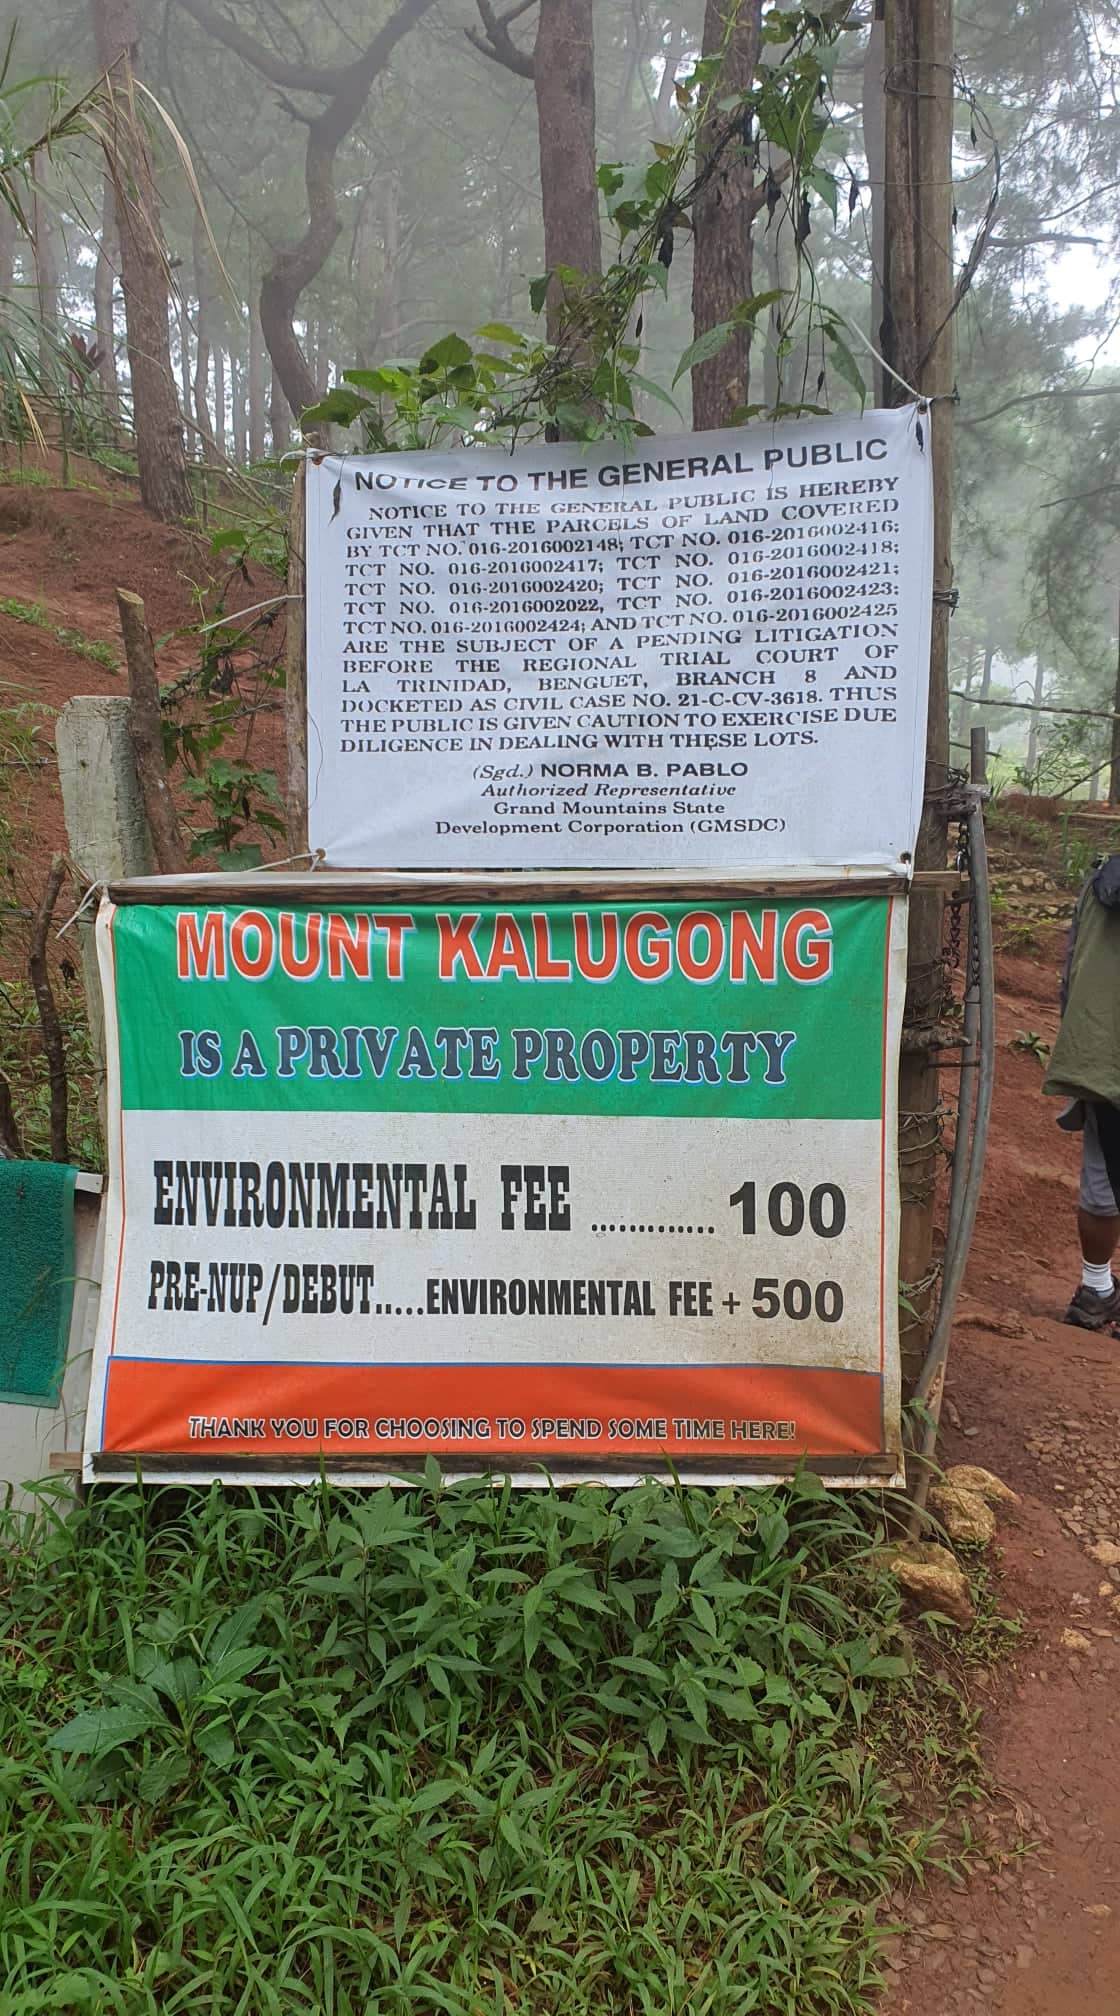 NOTICE TO THE GENERAL PUBLIC
NOTICE TO THE GENERAL PUBLIC IS HEREBY
GIVEN THAT THE PARCELS OF LAND COVERED
BY TCT NO. 016-2016002148; TCT NO. 016-2016002416;
TCT NO. 016-2016002417; TCT NO. 016-2016002418;
TCT NO. 016-2016002420; TCT NO. 016-2016002421;
TCT NO. 016-2016002022, TCT NO. 016-2016002423;
TCT NO. 016-2016002424; AND TCT NO. 016-2016002425
ARE THE SUBJECT OF A PENDING LITIGATION
BEFORE THE REGIONAL TRIAL COURT OF
LA TRINIDAD, BENGUET, BRANCH 8 AND
DOCKETED AS CIVIL CASE NO. 21-C-CV-3618. THUS
THE PUBLIC IS GIVEN CAUTION TO EXERCISE DUE
DILIGENCE IN DEALING WITH THESE LOTS.
(Sgd.) NORMA B. PABLO
Authorized Representative
Grand Mountains State
Development Corporation (GMSDC)
MOUNT KALUGONG
IS A PRIVATE PROPERTY
ENVIRONMENTAL FEE ............. 100
PRE-NUP/DEBUT.....ENVIRONMENTAL FEE + 500
THANK YOU FOR CHOOSING TO SPEND SOME TIME HERE!